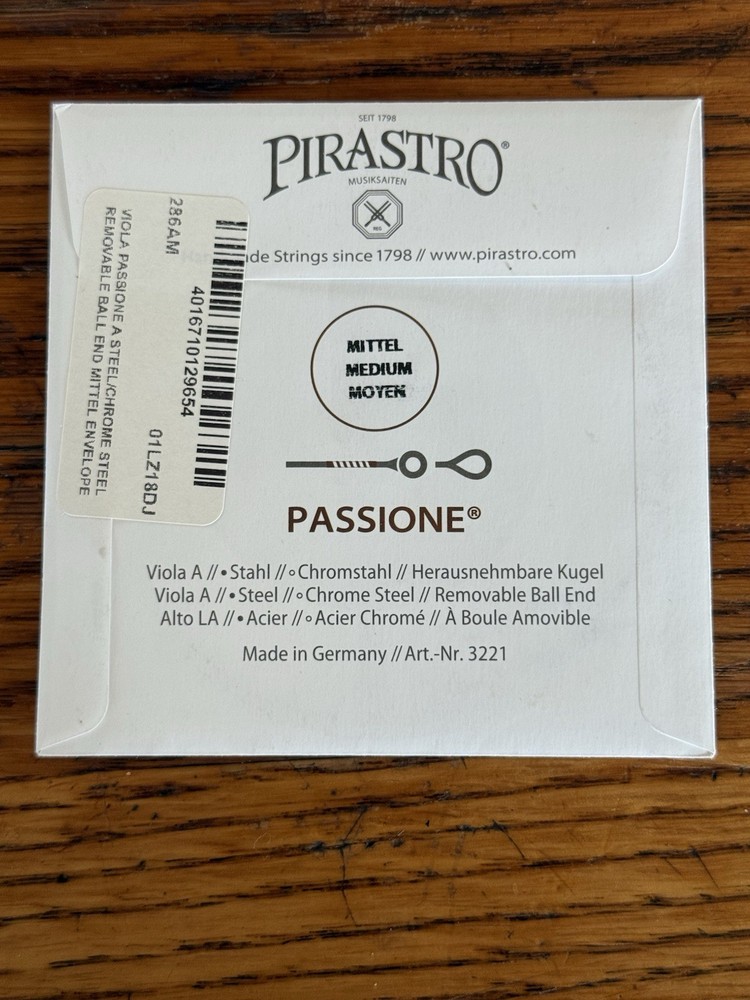 SEIT 1798
PIRASTRO®
MUSIKSAITEN
de Strings since 1798 // www.pirastro.com
286AM
4016710129654
01LZ18DJ
VIOLA PASSIONE A STEEL/CHROME STEEL
REMOVABLE BALL END MITTEL ENVELOPE
MITTEL
MEDIUM
MOYEN
PASSIONE®
Viola A //•Stahl //◦Chromstahl // Herausnehmbare Kugel
Viola A //•Steel //◦Chrome Steel // Removable Ball End
Alto LA //•Acier //◦Acier Chromé // À Boule Amovible
Made in Germany // Art.-Nr. 3221